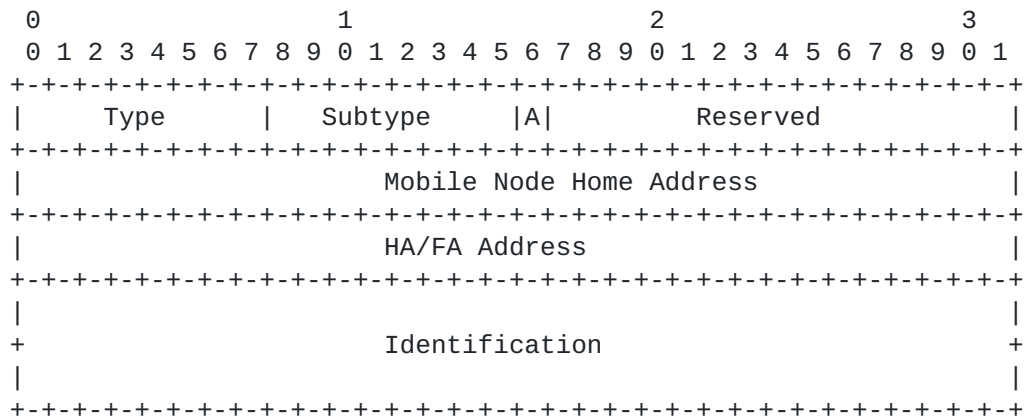 0                   1                   2                   3
 0 1 2 3 4 5 6 7 8 9 0 1 2 3 4 5 6 7 8 9 0 1 2 3 4 5 6 7 8 9 0 1
+-+-+-+-+-+-+-+-+-+-+-+-+-+-+-+-+-+-+-+-+-+-+-+-+-+-+-+-+-+-+-+-+
|     Type      |   Subtype     |A|         Reserved            |
+-+-+-+-+-+-+-+-+-+-+-+-+-+-+-+-+-+-+-+-+-+-+-+-+-+-+-+-+-+-+-+-+
|                       Mobile Node Home Address                |
+-+-+-+-+-+-+-+-+-+-+-+-+-+-+-+-+-+-+-+-+-+-+-+-+-+-+-+-+-+-+-+-+
|                       HA/FA Address                           |
+-+-+-+-+-+-+-+-+-+-+-+-+-+-+-+-+-+-+-+-+-+-+-+-+-+-+-+-+-+-+-+-+
|                                                               |
+                       Identification                          +
|                                                               |
+-+-+-+-+-+-+-+-+-+-+-+-+-+-+-+-+-+-+-+-+-+-+-+-+-+-+-+-+-+-+-+-+